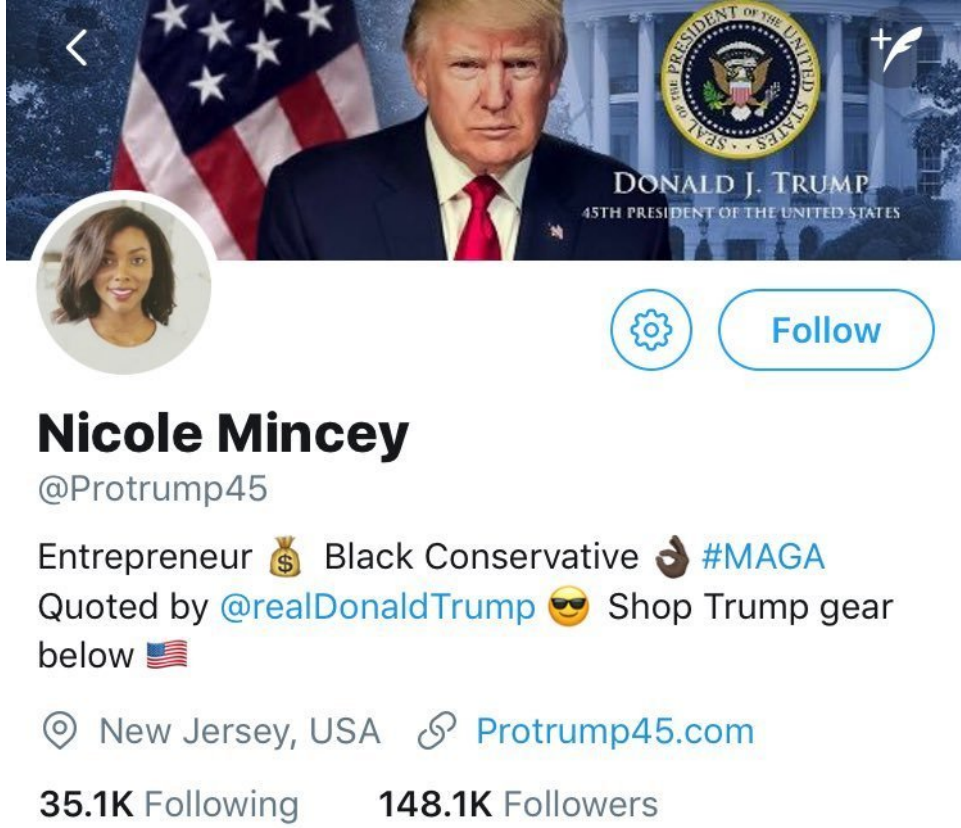 SEAL OF THE PRESIDENT OF THE UNITED STATES
DONALD J. TRUMP
45TH PRESIDENT OF THE UNITED STATES
Follow
Nicole Mincey
@Protrump45
Entrepreneur 💰 Black Conservative 👌🏿 #MAGA
Quoted by @realDonaldTrump 😎 Shop Trump gear
below 🇺🇸
New Jersey, USA Protrump45.com
35.1K Following 148.1K Followers